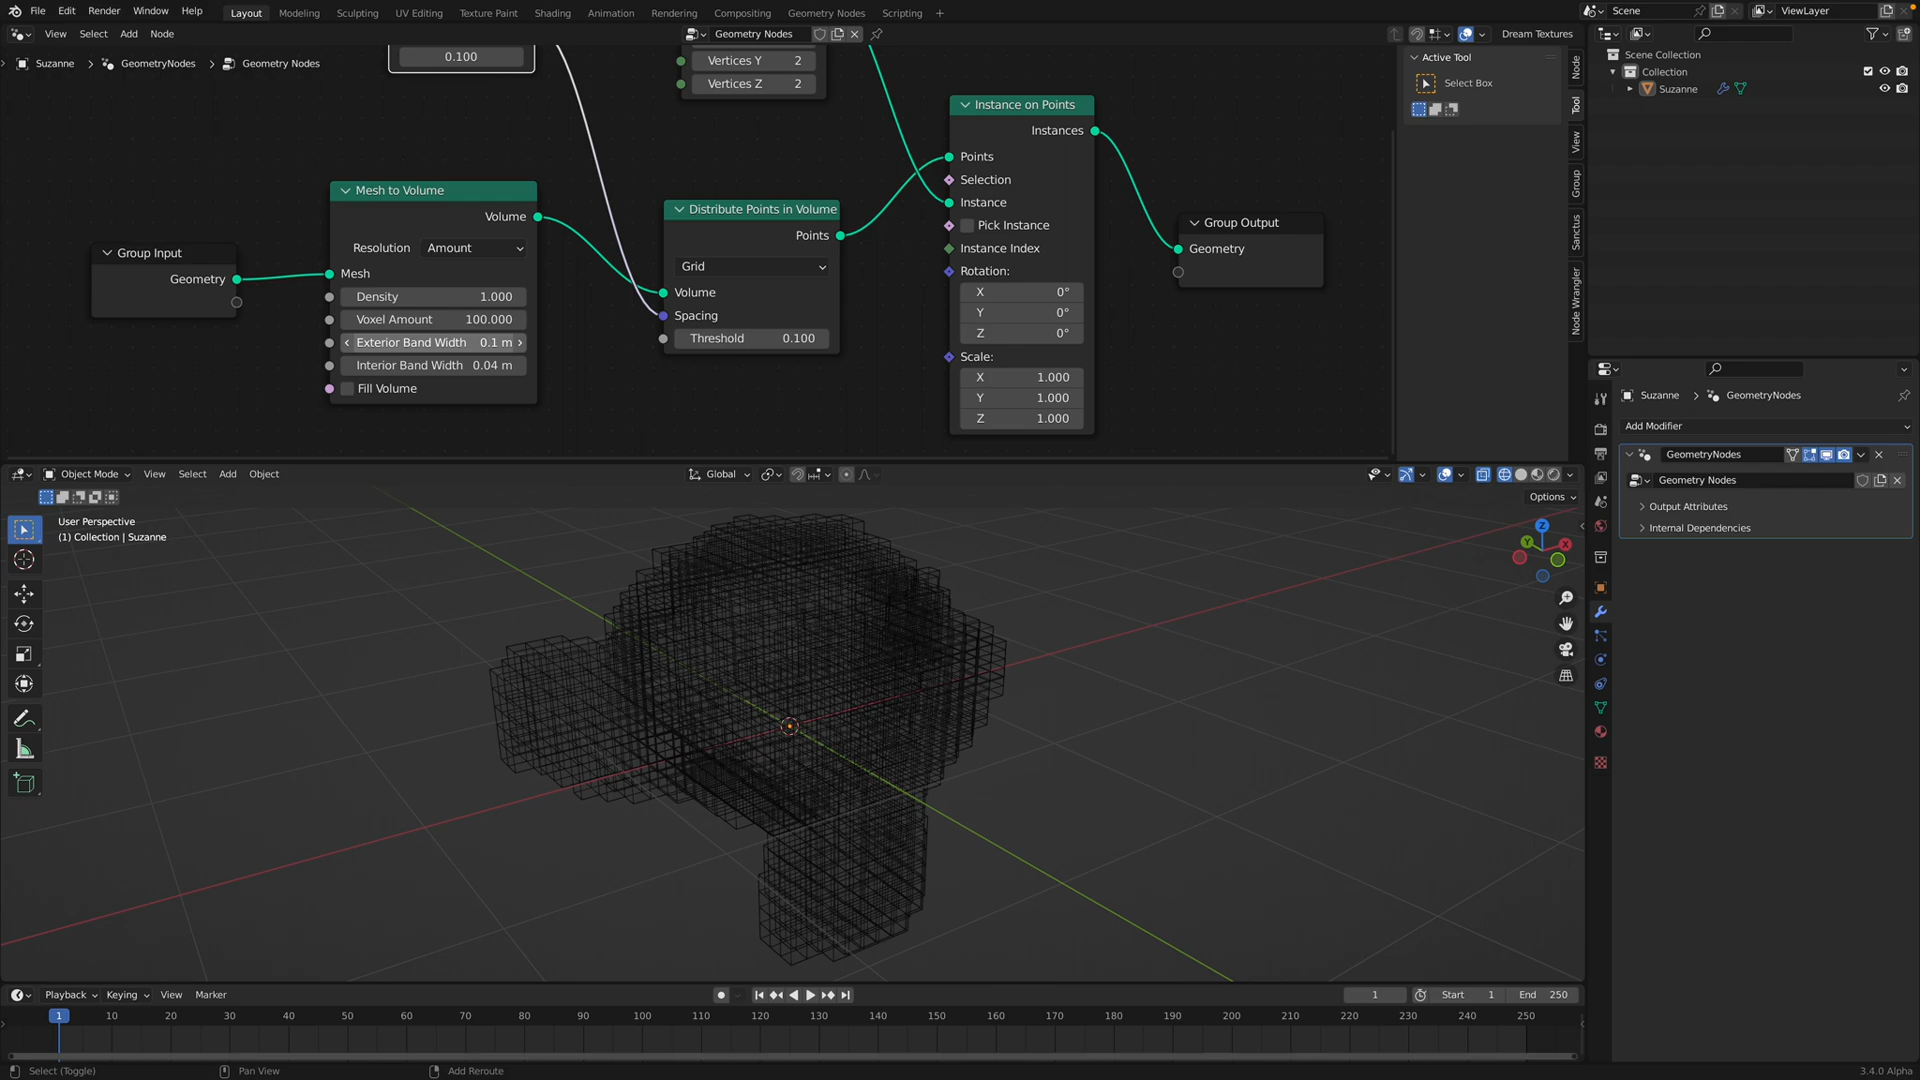 File Edit Render Window Help Layout Modeling Sculpting UV Editing Texture Paint Shading Animation Rendering Compositing Geometry Nodes Scripting + Scene ViewLayer
View Select Add Node Geometry Nodes Dream Textures
Suzanne > GeometryNodes > Geometry Nodes
0.100
Vertices Y 2
Vertices Z 2
Instance on Points
Instances
Points
Selection
Instance
Pick Instance
Instance Index
Rotation:
X 0°
Y 0°
Z 0°
Scale:
X 1.000
Y 1.000
Z 1.000
Mesh to Volume
Volume
Resolution Amount
Mesh
Density 1.000
Voxel Amount 100.000
Exterior Band Width 0.1 m
Interior Band Width 0.04 m
Fill Volume
Group Input
Geometry
Distribute Points in Volume
Points
Grid
Volume
Spacing
Threshold 0.100
Group Output
Geometry
Active Tool
Select Box
Node
Tool
View
Group
Sanctus
Node Wrangler
Scene Collection
Collection
Suzanne
Suzanne > GeometryNodes
Add Modifier
GeometryNodes
Geometry Nodes
Output Attributes
Internal Dependencies
Object Mode View Select Add Object Global
Options
User Perspective
(1) Collection | Suzanne
Z
Y
X
Playback Keying View Marker 1 Start 1 End 250
1 10 20 30 40 50 60 70 80 90 100 110 120 130 140 150 160 170 180 190 200 210 220 230 240 250
Select (Toggle) Pan View Add Reroute 3.4.0 Alpha